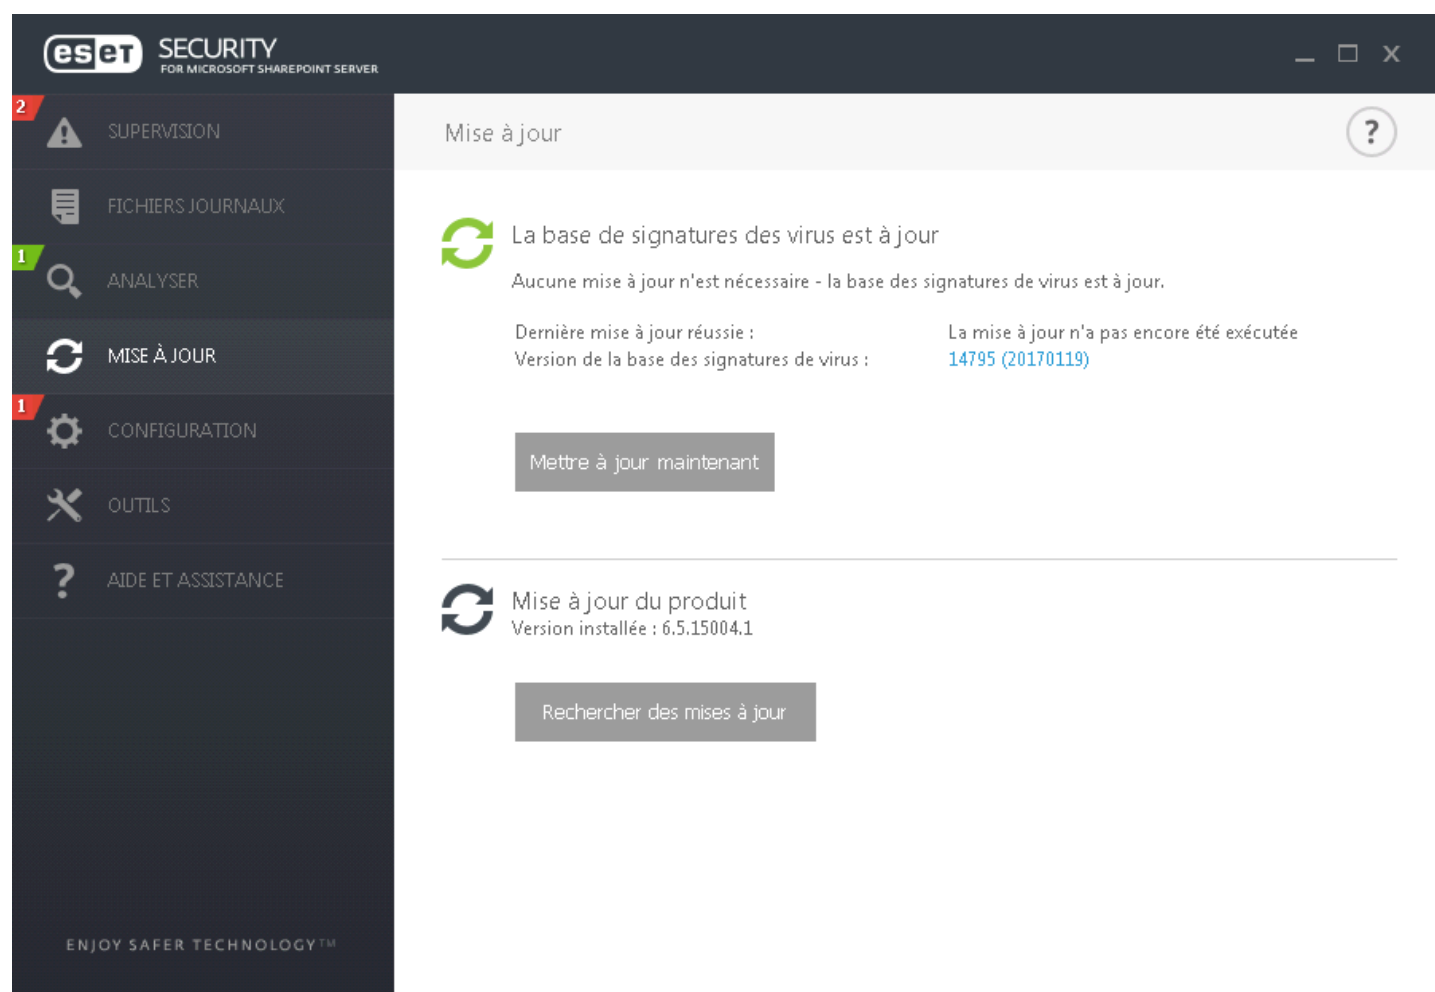 eset SECURITY
FOR MICROSOFT SHAREPOINT SERVER
2
SUPERVISION
FICHIERS JOURNAUX
1
ANALYSER
MISE À JOUR
1
CONFIGURATION
OUTILS
? AIDE ET ASSISTANCE
ENJOY SAFER TECHNOLOGY™
Mise à jour
?
La base de signatures des virus est à jour
Aucune mise à jour n'est nécessaire - la base des signatures de virus est à jour.
Dernière mise à jour réussie : La mise à jour n'a pas encore été exécutée
Version de la base des signatures de virus : 14795 (20170119)
Mettre à jour maintenant
Mise à jour du produit
Version installée : 6.5.15004.1
Rechercher des mises à jour